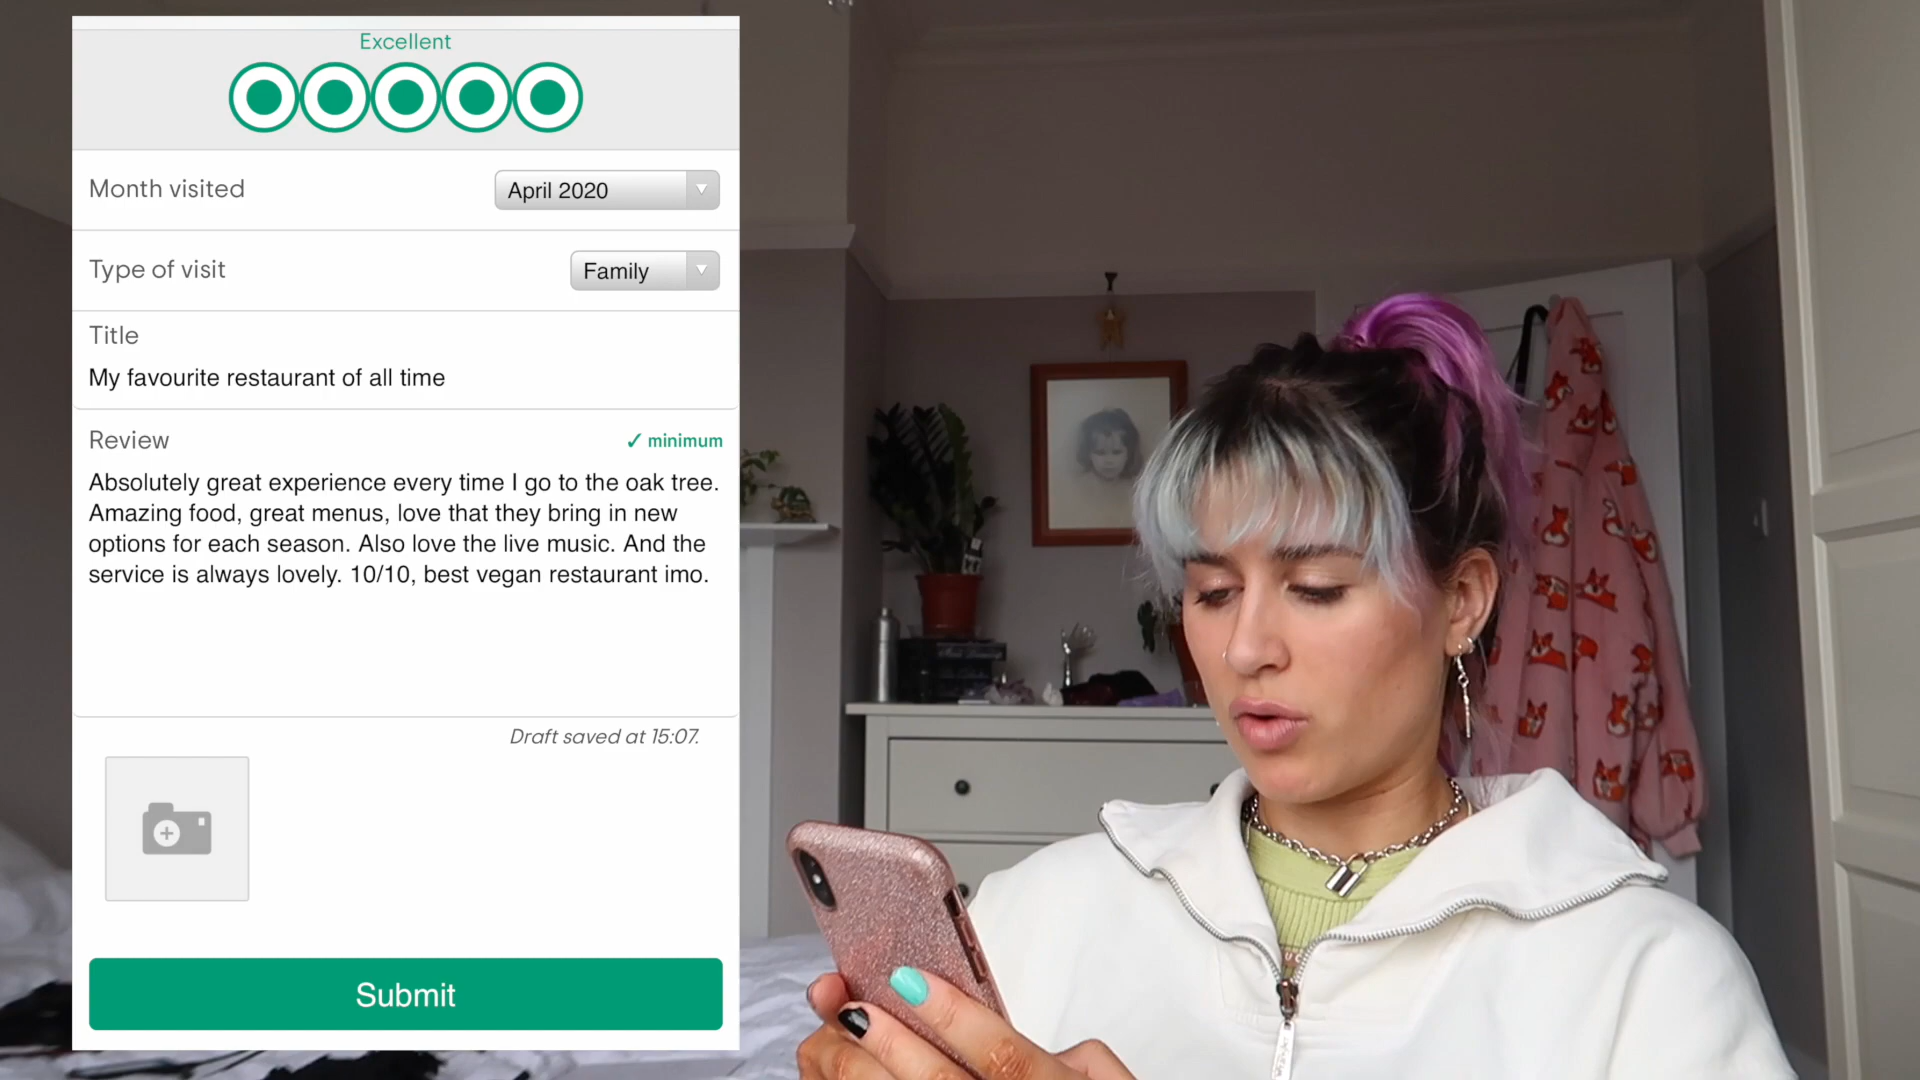 Excellent
Month visited
April 2020
Type of visit
Family
Title
My favourite restaurant of all time
Review
✓ minimum
Absolutely great experience every time I go to the oak tree.
Amazing food, great menus, love that they bring in new
options for each season. Also love the live music. And the
service is always lovely. 10/10, best vegan restaurant imo.
Draft saved at 15:07.
Submit